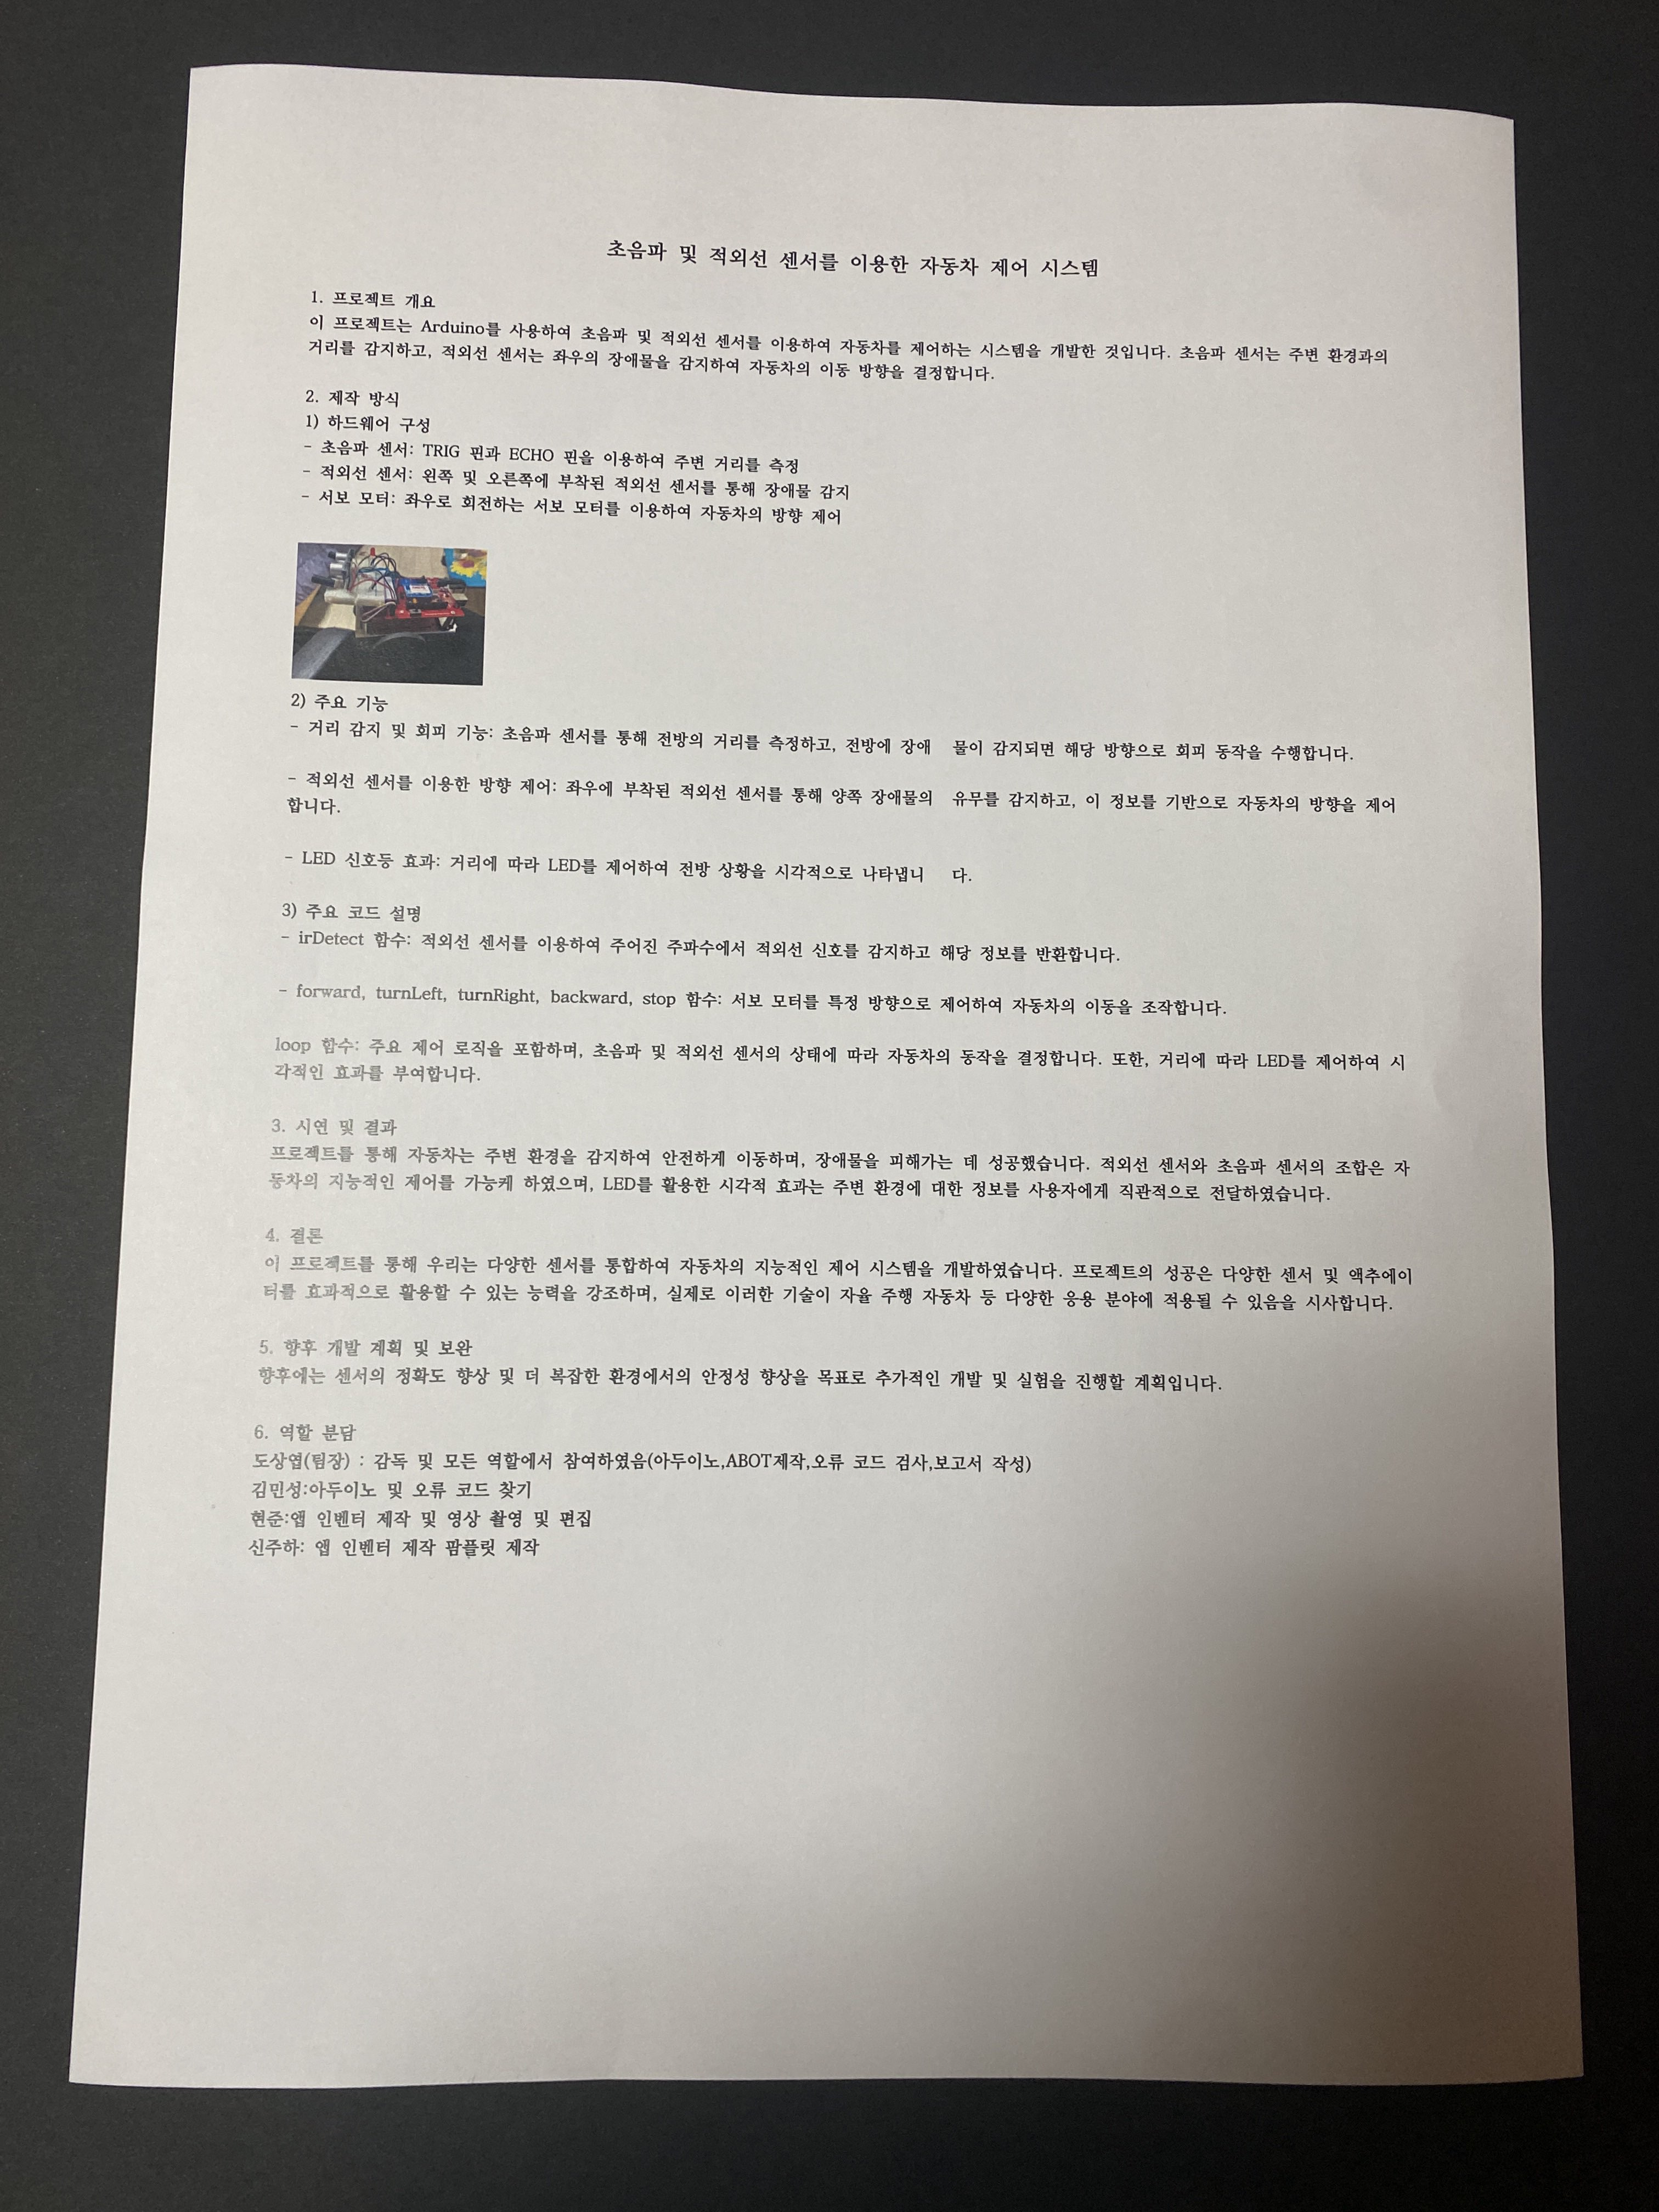 초음파 및 적외선 센서를 이용한 자동차 제어 시스템
1. 프로젝트 개요
이 프로젝트는 Arduino를 사용하여 초음파 및 적외선 센서를 이용하여 자동차를 제어하는 시스템을 개발한 것입니다. 초음파 센서는 주변 환경과의
거리를 감지하고, 적외선 센서는 좌우의 장애물을 감지하여 자동차의 이동 방향을 결정합니다.
2. 제작 방식
1) 하드웨어 구성
- 초음파 센서: TRIG 핀과 ECHO 핀을 이용하여 주변 거리를 측정
- 적외선 센서: 왼쪽 및 오른쪽에 부착된 적외선 센서를 통해 장애물 감지
- 서보 모터: 좌우로 회전하는 서보 모터를 이용하여 자동차의 방향 제어
2) 주요 기능
- 거리 감지 및 회피 기능: 초음파 센서를 통해 전방의 거리를 측정하고, 전방에 장애 물이 감지되면 해당 방향으로 회피 동작을 수행합니다.
- 적외선 센서를 이용한 방향 제어: 좌우에 부착된 적외선 센서를 통해 양쪽 장애물의 유무를 감지하고, 이 정보를 기반으로 자동차의 방향을 제어
합니다.
- LED 신호등 효과: 거리에 따라 LED를 제어하여 전방 상황을 시각적으로 나타냅니 다.
3) 주요 코드 설명
- irDetect 함수: 적외선 센서를 이용하여 주어진 주파수에서 적외선 신호를 감지하고 해당 정보를 반환합니다.
- forward, turnLeft, turnRight, backward, stop 함수: 서보 모터를 특정 방향으로 제어하여 자동차의 이동을 조작합니다.
loop 함수: 주요 제어 로직을 포함하며, 초음파 및 적외선 센서의 상태에 따라 자동차의 동작을 결정합니다. 또한, 거리에 따라 LED를 제어하여 시
각적인 효과를 부여합니다.
3. 시연 및 결과
프로젝트를 통해 자동차는 주변 환경을 감지하여 안전하게 이동하며, 장애물을 피해가는 데 성공했습니다. 적외선 센서와 초음파 센서의 조합은 자
동차의 지능적인 제어를 가능케 하였으며, LED를 활용한 시각적 효과는 주변 환경에 대한 정보를 사용자에게 직관적으로 전달하였습니다.
4. 결론
이 프로젝트를 통해 우리는 다양한 센서를 통합하여 자동차의 지능적인 제어 시스템을 개발하였습니다. 프로젝트의 성공은 다양한 센서 및 액추에이
터를 효과적으로 활용할 수 있는 능력을 강조하며, 실제로 이러한 기술이 자율 주행 자동차 등 다양한 응용 분야에 적용될 수 있음을 시사합니다.
5. 향후 개발 계획 및 보완
향후에는 센서의 정확도 향상 및 더 복잡한 환경에서의 안정성 향상을 목표로 추가적인 개발 및 실험을 진행할 계획입니다.
6. 역할 분담
도상엽(팀장) : 감독 및 모든 역할에서 참여하였음(아두이노,ABOT제작,오류 코드 검사,보고서 작성)
김민성:아두이노 및 오류 코드 찾기
현준:앱 인벤터 제작 및 영상 촬영 및 편집
신주하: 앱 인벤터 제작 팜플릿 제작